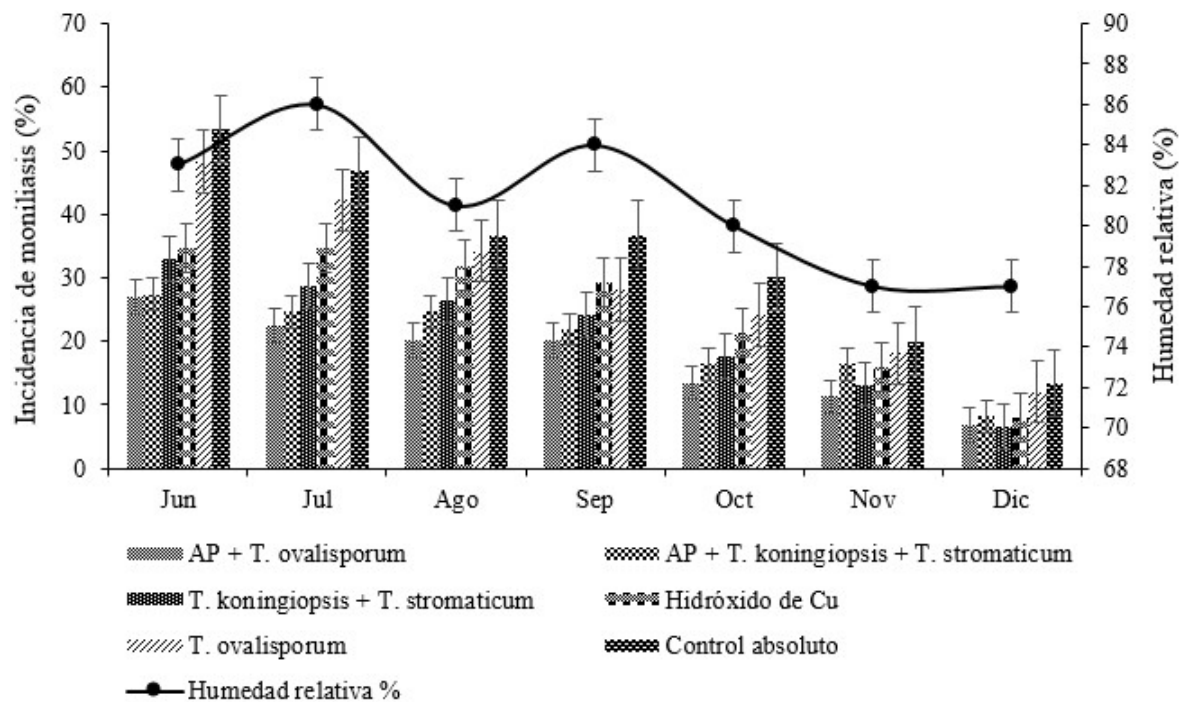 Incidencia de moniliasis (%)
70
60
50
40
30
20
10
0
90
88
86
84
82
80
78
76
74
72
70
68
Humedad relativa (%)
Jun Jul Ago Sep Oct Nov Dic
AP + T. ovalisporum AP + T. koningiopsis + T. stromaticum
T. koningiopsis + T. stromaticum Hidróxido de Cu
T. ovalisporum Control absoluto
Humedad relativa %